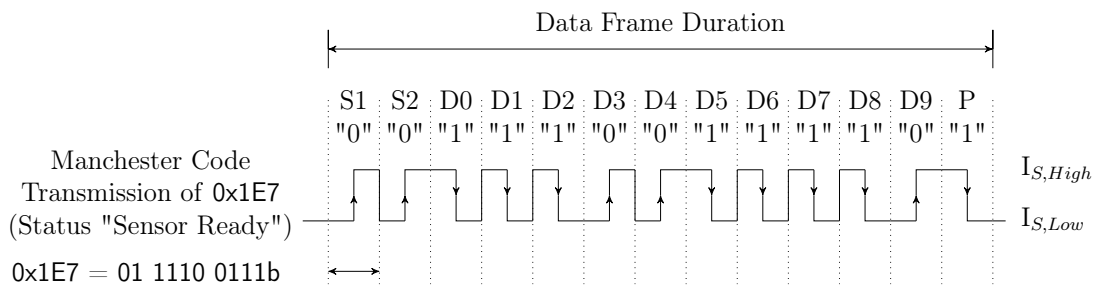 Data Frame Duration
S1 S2 D0 D1 D2 D3 D4 D5 D6 D7 D8 D9 P
"0" "0" "1" "1" "1" "0" "0" "1" "1" "1" "1" "0" "1"
Manchester Code
Transmission of 0x1E7
(Status "Sensor Ready")
I_{S,High}
I_{S,Low}
0x1E7 = 01 1110 0111b